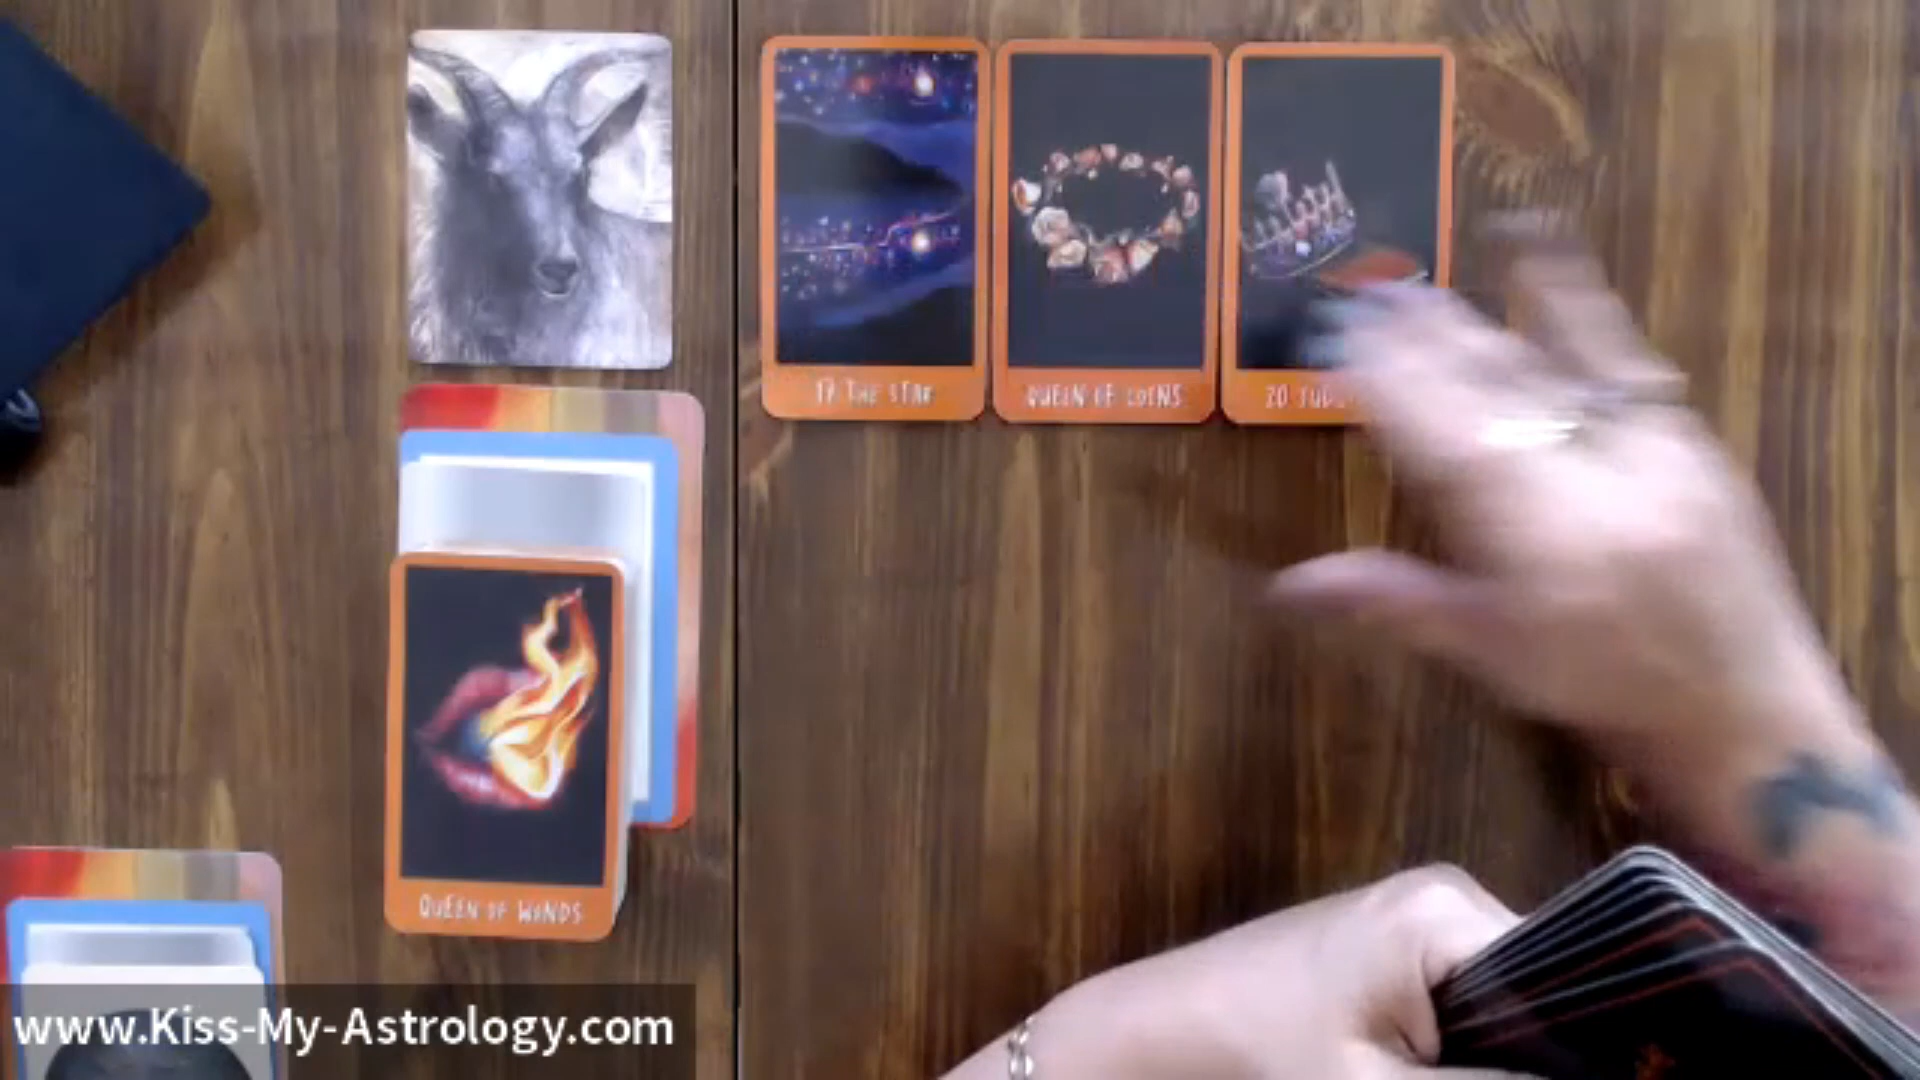 17 THE STAR
QUEEN OF COINS
20
QUEEN OF WANDS
www.Kiss-My-Astrology.com